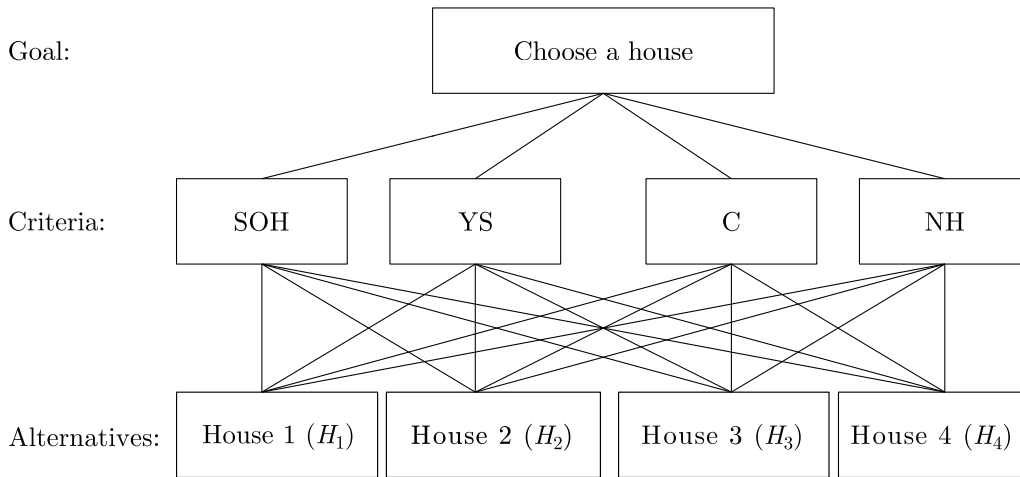 Goal: Choose a house
Criteria: SOH YS C NH
Alternatives: House 1 (H₁) House 2 (H₂) House 3 (H₃) House 4 (H₄)